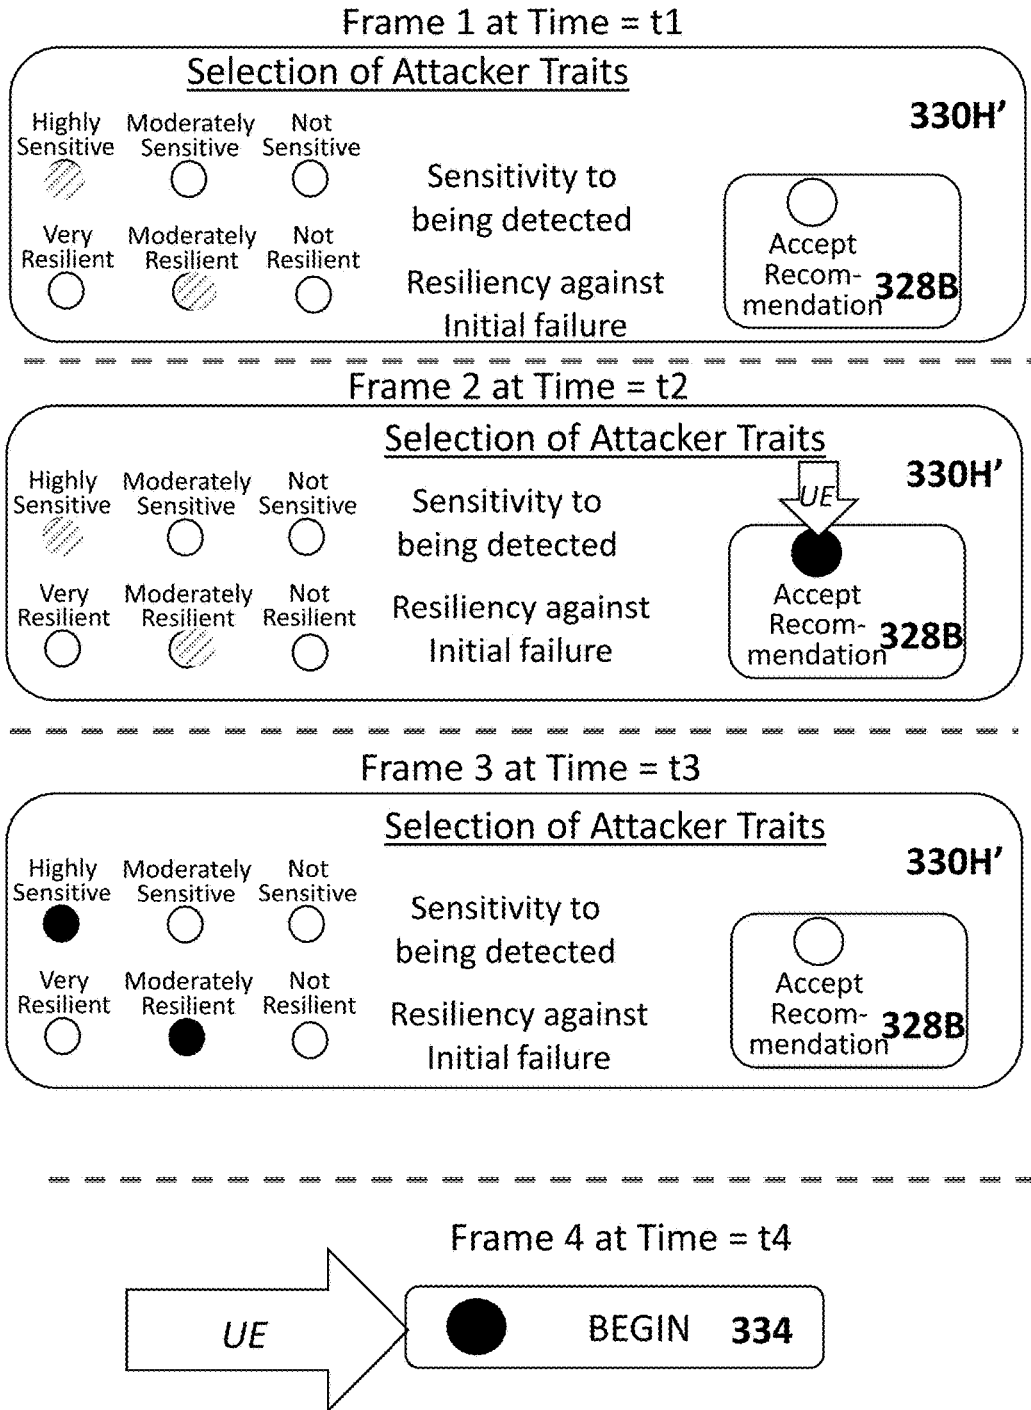 Frame 1 at Time = t1
Selection of Attacker Traits
330H’
Highly Moderately Not
Sensitive Sensitive Sensitive
Sensitivity to
being detected
Very Moderately Not
Resilient Resilient Resilient
Resiliency against
Initial failure
Accept
Recom-
mendation 328B
Frame 2 at Time = t2
Selection of Attacker Traits
330H’
UE
Highly Moderately Not
Sensitive Sensitive Sensitive
Sensitivity to
being detected
Very Moderately Not
Resilient Resilient Resilient
Resiliency against
Initial failure
Accept
Recom-
mendation 328B
Frame 3 at Time = t3
Selection of Attacker Traits
330H’
Highly Moderately Not
Sensitive Sensitive Sensitive
Sensitivity to
being detected
Very Moderately Not
Resilient Resilient Resilient
Resiliency against
Initial failure
Accept
Recom-
mendation 328B
Frame 4 at Time = t4
UE
BEGIN 334